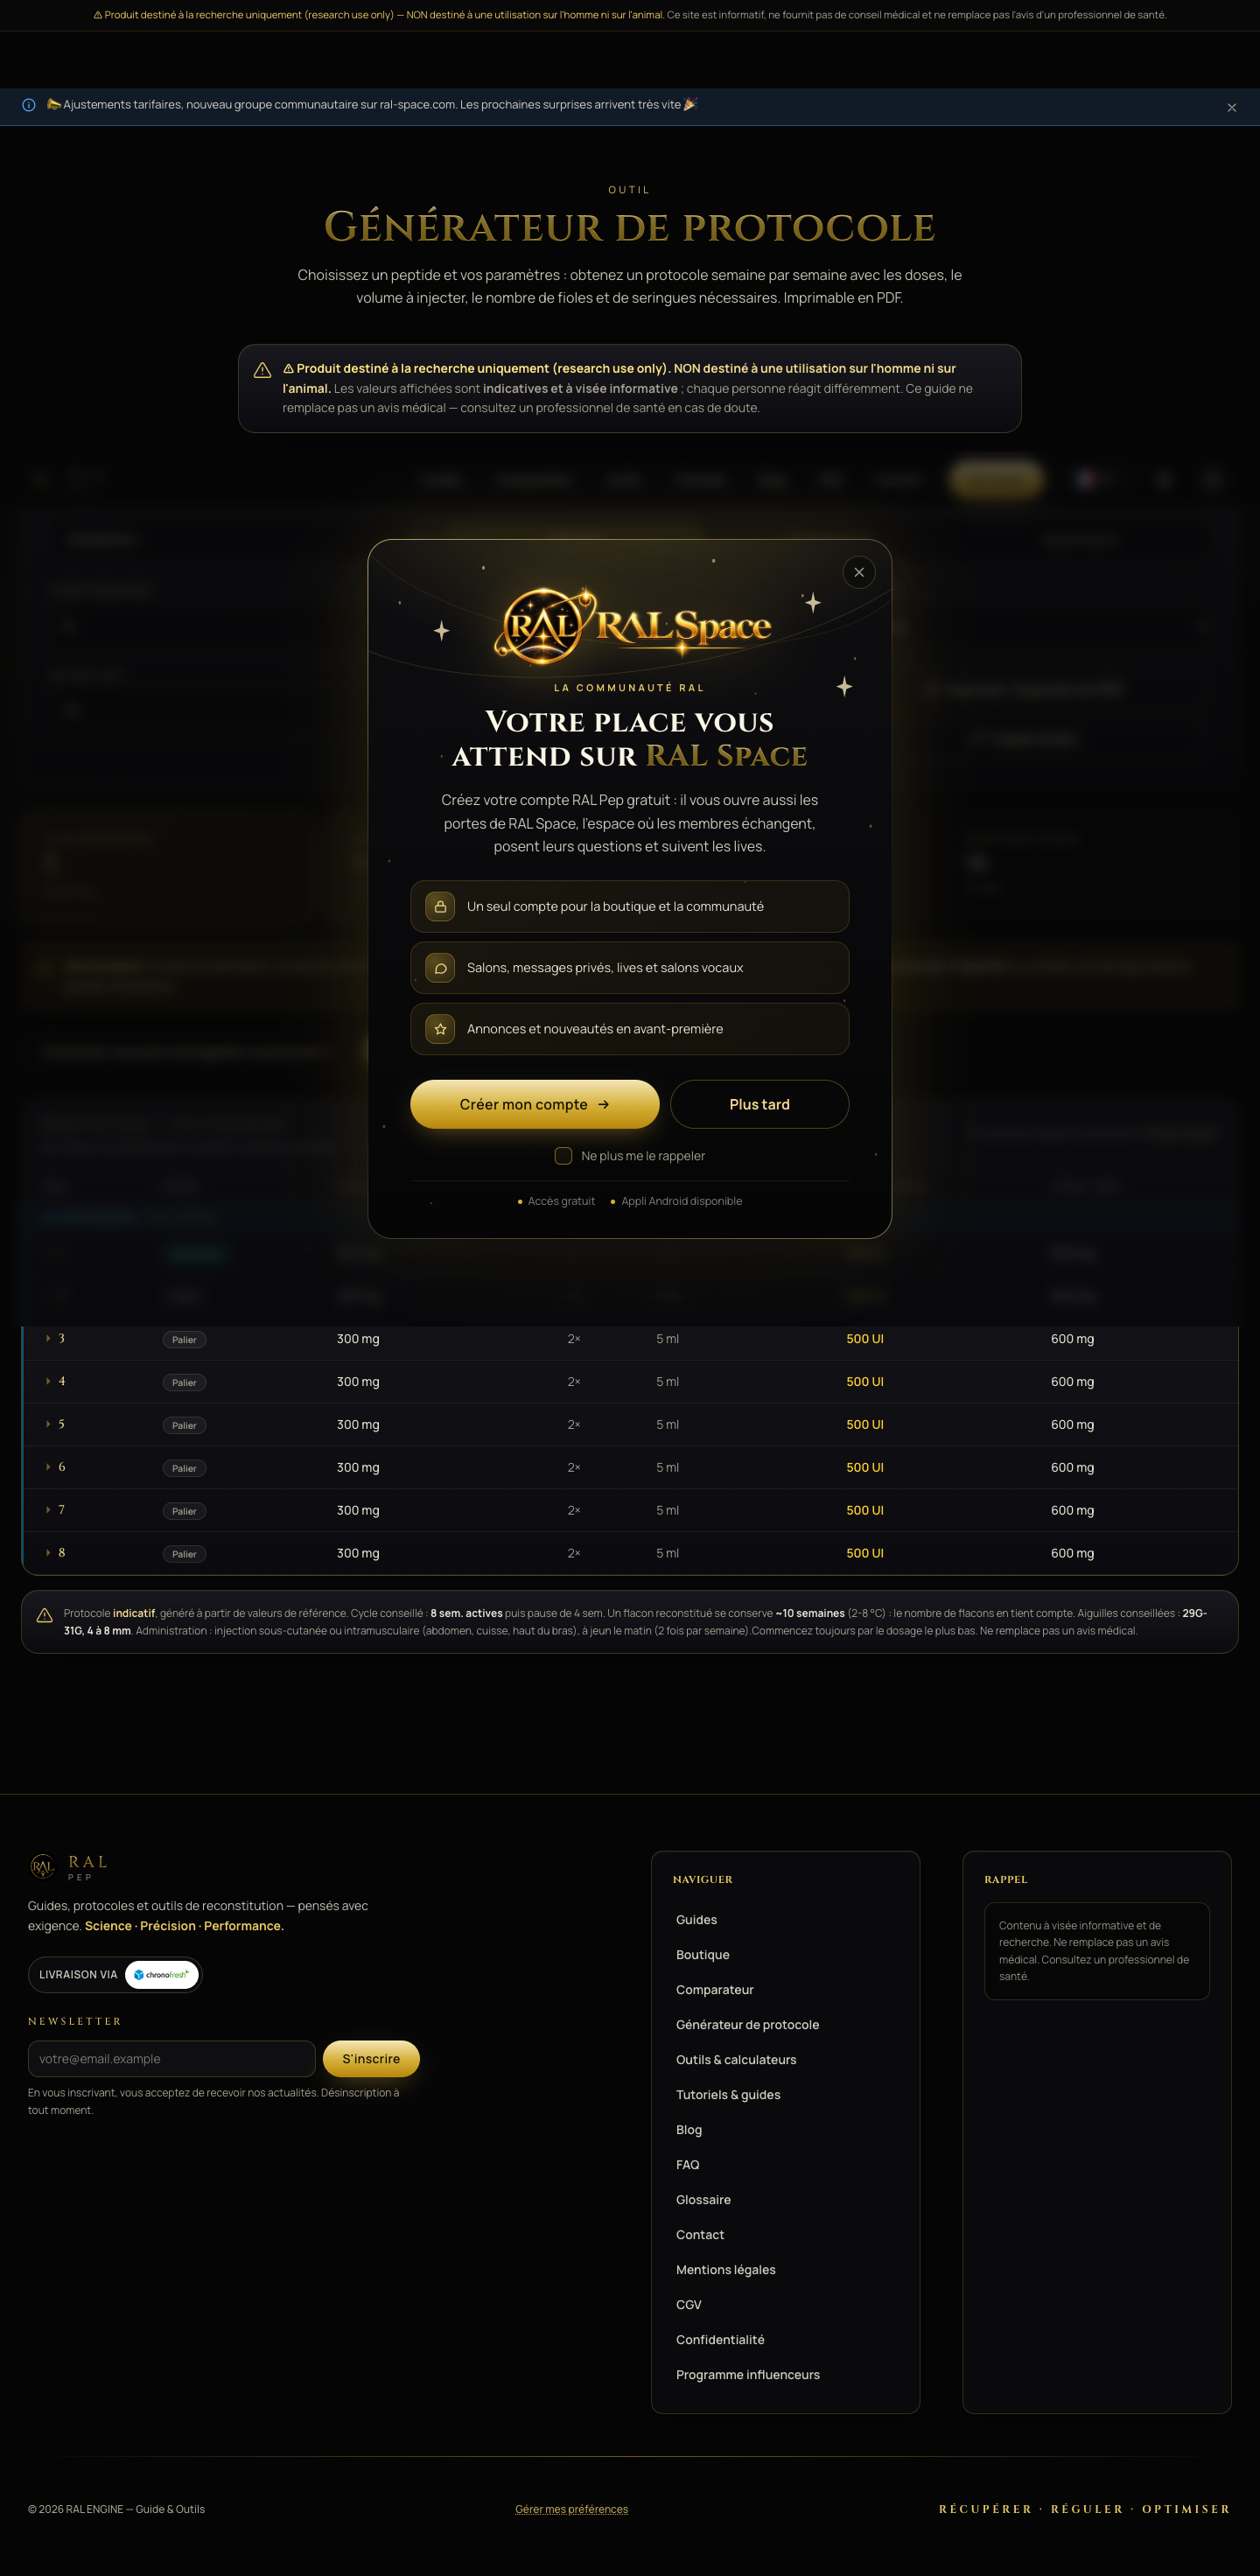 ⚠ Produit destiné à la recherche uniquement (research use only) — NON destiné à une utilisation sur l'homme ni sur l'animal. Ce site est informatif, ne fournit pas de conseil médical et ne remplace pas l'avis d'un professionnel de santé.
📣 Ajustements tarifaires, nouveau groupe communautaire sur ral-space.com. Les prochaines surprises arrivent très vite 🎉
OUTIL
Générateur de protocole
Choisissez un peptide et vos paramètres : obtenez un protocole semaine par semaine avec les doses, le
volume à injecter, le nombre de fioles et de seringues nécessaires. Imprimable en PDF.
⚠ Produit destiné à la recherche uniquement (research use only). NON destiné à une utilisation sur l'homme ni sur
l'animal. Les valeurs affichées sont indicatives et à visée informative ; chaque personne réagit différemment. Ce guide ne
remplace pas un avis médical — consultez un professionnel de santé en cas de doute.
RAL RAL Space
LA COMMUNAUTÉ RAL
Votre place vous
attend sur RAL Space
Créez votre compte RAL Pep gratuit : il vous ouvre aussi les
portes de RAL Space, l'espace où les membres échangent,
posent leurs questions et suivent les lives.
Un seul compte pour la boutique et la communauté
Salons, messages privés, lives et salons vocaux
Annonces et nouveautés en avant-première
Créer mon compte → Plus tard
Ne plus me le rappeler
• Accès gratuit • Appli Android disponible
3 Palier 300 mg 2× 5 ml 500 UI 600 mg
4 Palier 300 mg 2× 5 ml 500 UI 600 mg
5 Palier 300 mg 2× 5 ml 500 UI 600 mg
6 Palier 300 mg 2× 5 ml 500 UI 600 mg
7 Palier 300 mg 2× 5 ml 500 UI 600 mg
8 Palier 300 mg 2× 5 ml 500 UI 600 mg
Protocole indicatif, généré à partir de valeurs de référence. Cycle conseillé : 8 sem. actives puis pause de 4 sem. Un flacon reconstitué se conserve ~10 semaines (2-8 °C) : le nombre de flacons en tient compte. Aiguilles conseillées : 29G-
31G, 4 à 8 mm. Administration : injection sous-cutanée ou intramusculaire (abdomen, cuisse, haut du bras), à jeun le matin (2 fois par semaine).Commencez toujours par le dosage le plus bas. Ne remplace pas un avis médical.
RAL
RAL
PEP
Guides, protocoles et outils de reconstitution — pensés avec
exigence. Science · Précision · Performance.
LIVRAISON VIA chronofresh
NEWSLETTER
votre@email.example S'inscrire
En vous inscrivant, vous acceptez de recevoir nos actualités. Désinscription à
tout moment.
NAVIGUER
Guides
Boutique
Comparateur
Générateur de protocole
Outils & calculateurs
Tutoriels & guides
Blog
FAQ
Glossaire
Contact
Mentions légales
CGV
Confidentialité
Programme influenceurs
RAPPEL
Contenu à visée informative et de
recherche. Ne remplace pas un avis
médical. Consultez un professionnel de
santé.
© 2026 RAL ENGINE — Guide & Outils
Gérer mes préférences
RÉCUPÉRER · RÉGULER · OPTIMISER